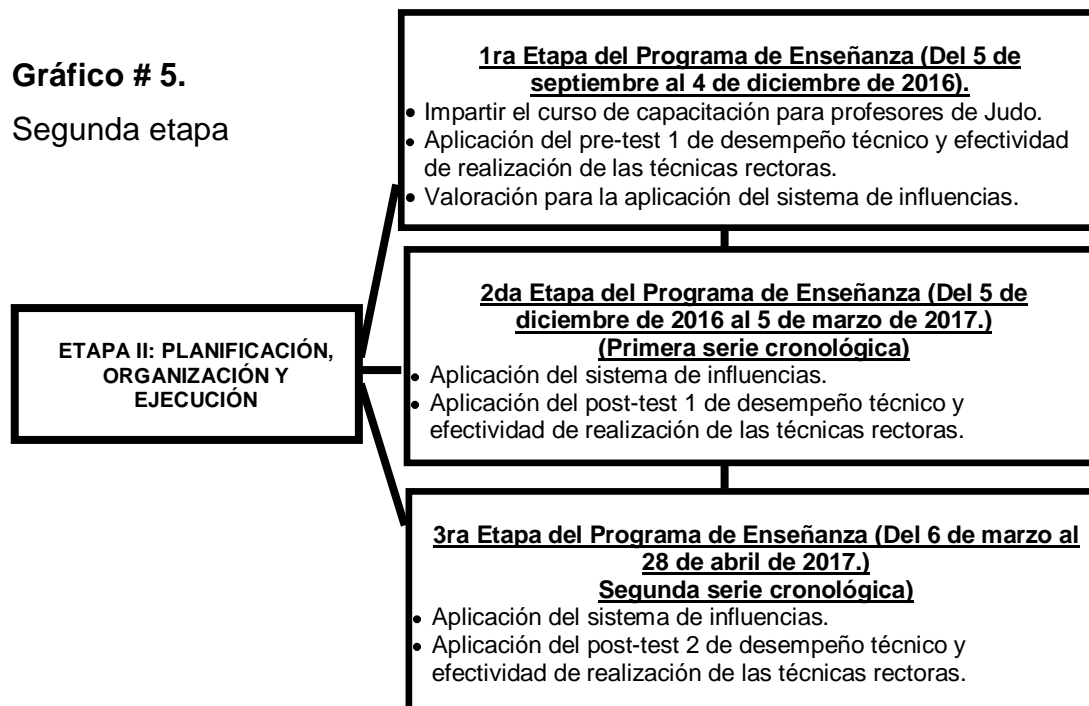 Gráfico # 5.
Segunda etapa
1ra Etapa del Programa de Enseñanza (Del 5 de
septiembre al 4 de diciembre de 2016).
• Impartir el curso de capacitación para profesores de Judo.
• Aplicación del pre-test 1 de desempeño técnico y efectividad
de realización de las técnicas rectoras.
• Valoración para la aplicación del sistema de influencias.
ETAPA II: PLANIFICACIÓN,
ORGANIZACIÓN Y
EJECUCIÓN
2da Etapa del Programa de Enseñanza (Del 5 de
diciembre de 2016 al 5 de marzo de 2017.)
(Primera serie cronológica)
• Aplicación del sistema de influencias.
• Aplicación del post-test 1 de desempeño técnico y
efectividad de realización de las técnicas rectoras.
3ra Etapa del Programa de Enseñanza (Del 6 de marzo al
28 de abril de 2017.)
Segunda serie cronológica)
• Aplicación del sistema de influencias.
• Aplicación del post-test 2 de desempeño técnico y
efectividad de realización de las técnicas rectoras.